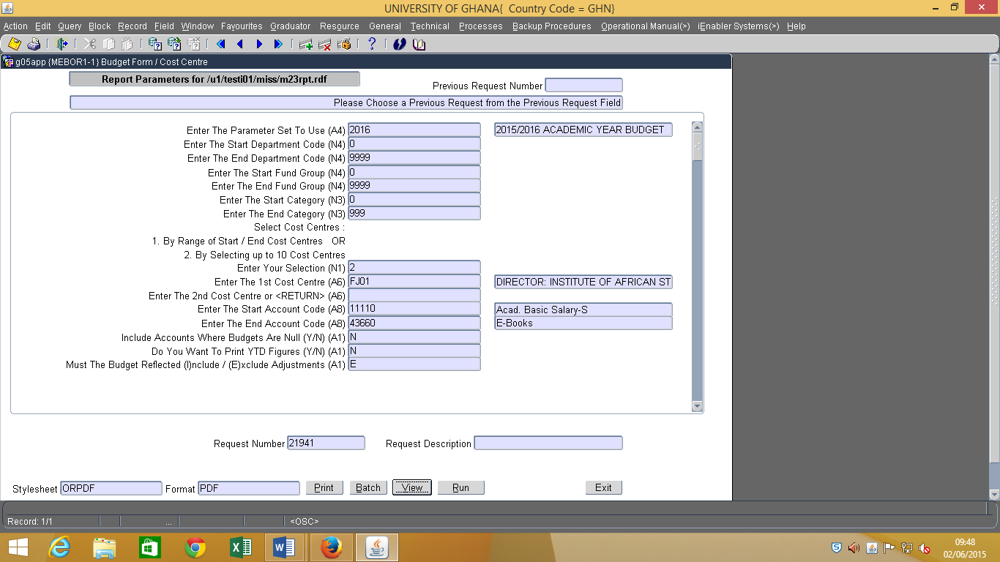 UNIVERSITY OF GHANA{ Country Code = GHN}
Action Edit Query Block Record Field Window Favourites Graduator Resource General Technical Processes Backup Procedures Operational Manual(>) iEnabler Systems(>) Help
g05app {MEBOR1-1} Budget Form / Cost Centre
Report Parameters for /u1/testi01/miss/m23rpt.rdf
Previous Request Number
Please Choose a Previous Request from the Previous Request Field
Enter The Parameter Set To Use (A4) 2016 2015/2016 ACADEMIC YEAR BUDGET
Enter The Start Department Code (N4) 0
Enter The End Department Code (N4) 9999
Enter The Start Fund Group (N4) 0
Enter The End Fund Group (N4) 9999
Enter The Start Category (N3) 0
Enter The End Category (N3) 999
Select Cost Centres :
1. By Range of Start / End Cost Centres OR
2. By Selecting up to 10 Cost Centres
Enter Your Selection (N1) 2
Enter The 1st Cost Centre (A6) FJ01 DIRECTOR: INSTITUTE OF AFRICAN ST
Enter The 2nd Cost Centre or <RETURN> (A6)
Enter The Start Account Code (A8) 11110 Acad. Basic Salary-S
Enter The End Account Code (A8) 43660 E-Books
Include Accounts Where Budgets Are Null (Y/N) (A1) N
Do You Want To Print YTD Figures (Y/N) (A1) N
Must The Budget Reflected (I)nclude / (E)xclude Adjustments (A1) E
Request Number 21941 Request Description
Stylesheet ORPDF Format PDF Print Batch View Run Exit
Record: 1/1 ... <OSC>
09:48
02/06/2015